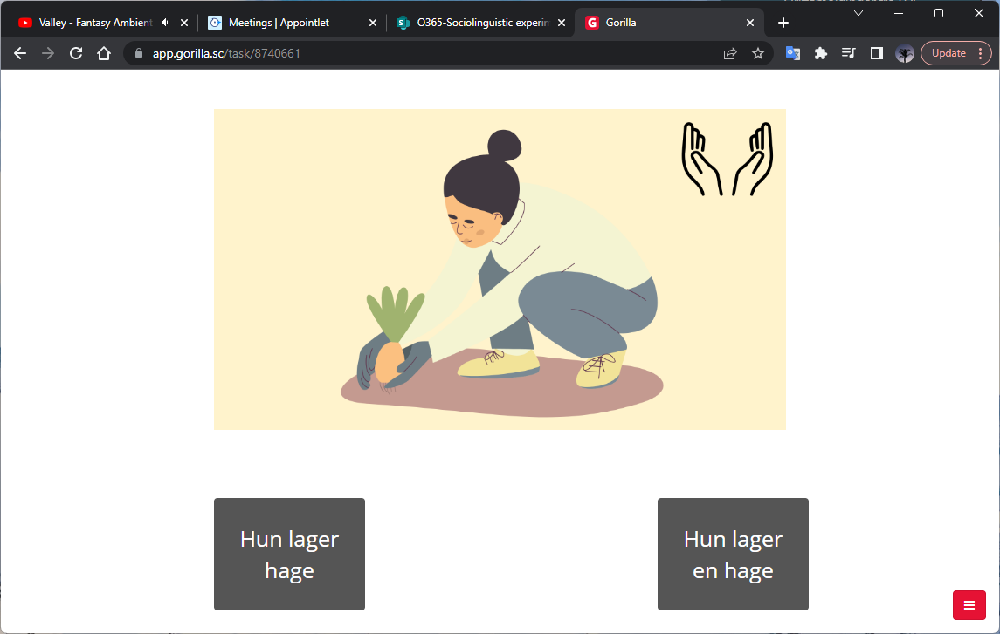 Valley - Fantasy Ambient
Meetings | Appointlet
O365-Sociolinguistic experim
Gorilla
app.gorilla.sc/task/8740661
Update
Hun lager
hage
Hun lager
en hage